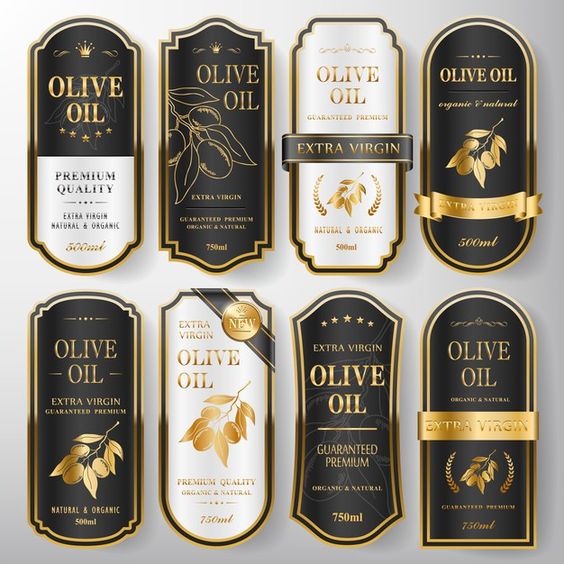 OLIVE
OIL
PREMIUM
QUALITY
EXTRA VIRGIN
NATURAL & ORGANIC
500ml
OLIVE
OIL
EXTRA VIRGIN
GUARANTEED PREMIUM
NATURAL & ORGANIC
750ml
OLIVE
OIL
GUARANTEED PREMIUM
EXTRA VIRGIN
NATURAL & ORGANIC
500ml
OLIVE OIL
organic & natural
EXTRA VIRGIN
500ml
OLIVE
OIL
EXTRA VIRGIN
GUARANTEED PREMIUM
NATURAL & ORGANIC
500ml
EXTRA
VIRGIN
NEW
OLIVE
OIL
PREMIUM QUALITY
ORGANIC & NATURAL
750ml
EXTRA VIRGIN
OLIVE
OIL
GUARANTEED
PREMIUM
ORGANIC & NATURAL
750ml
OLIVE
OIL
ORGANIC & NATURAL
EXTRA VIRGIN
GUARANTEED PREMIUM
750ml